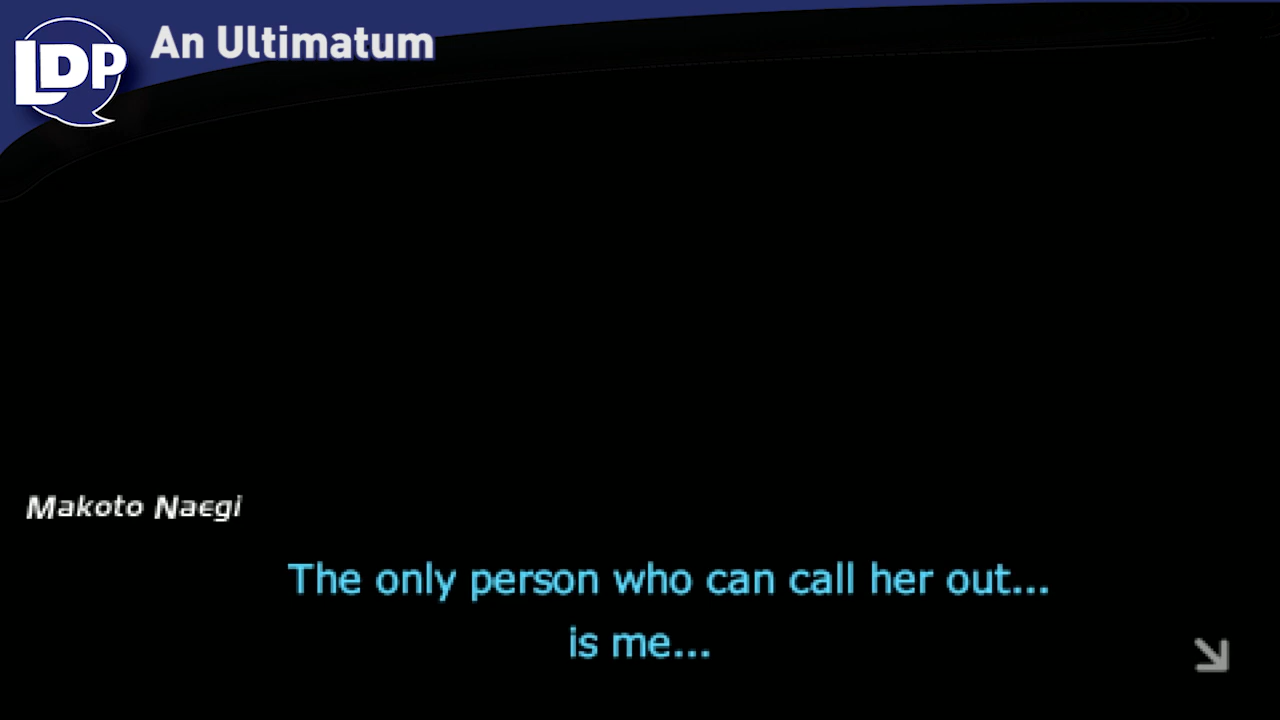 LDP
An Ultimatum
Makoto Naegi
The only person who can call her out...
is me...